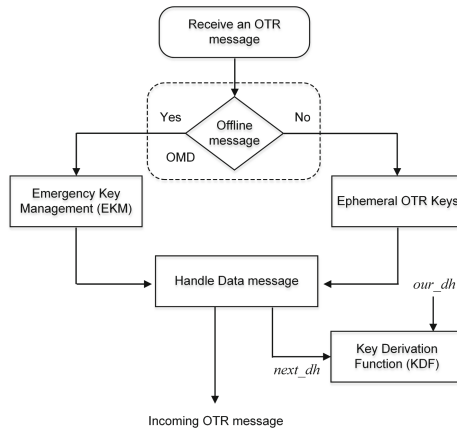 Receive an OTR
message
Yes
Offline
message
No
OMD
Emergency Key
Management (EKM)
Ephemeral OTR Keys
Handle Data message
our_dh
Key Derivation
Function (KDF)
next_dh
Incoming OTR message